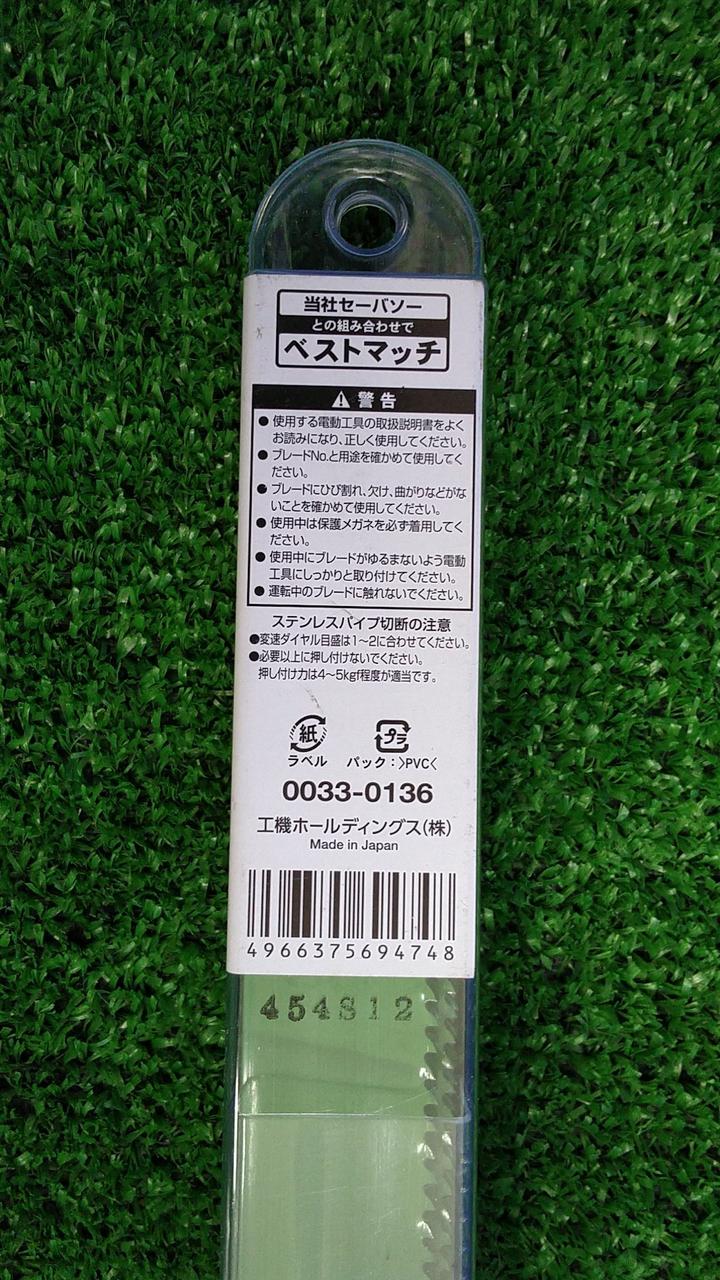 当社セーバソー
との組み合わせで
ベストマッチ
警告
● 使用する電動工具の取扱説明書をよく
お読みになり、正しく使用してください。
● ブレードNo.と用途を確かめて使用してく
ださい。
● ブレードにひび割れ、欠け、曲がりなどがな
いことを確かめて使用してください。
● 使用中は保護メガネを必ず着用してく
ださい。
● 使用中にブレードがゆるまないよう電動
工具にしっかりと取り付けてください。
● 運転中のブレードに触れないでください。
ステンレスパイプ切断の注意
●変速ダイヤル目盛は1〜2に合わせてください。
●必要以上に押し付けないでください。
押し付け力は4〜5kgf程度が適当です。
紙 プラ
ラベル パック：>PVC<
0033-0136
工機ホールディングス(株)
Made in Japan
4966375694748
454812